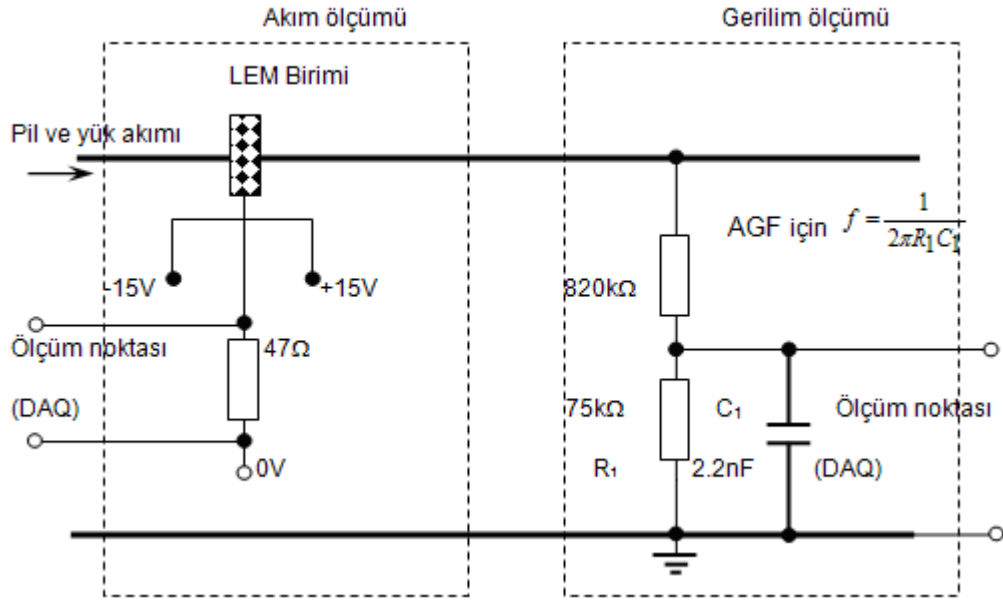 Akım ölçümü
Gerilim ölçümü
LEM Birimi
Pil ve yük akımı
AGF için f = 1 / 2πR₁C₁
-15V
+15V
820kΩ
Ölçüm noktası
47Ω
(DAQ)
0V
75kΩ
C₁
Ölçüm noktası
R₁
2.2nF
(DAQ)